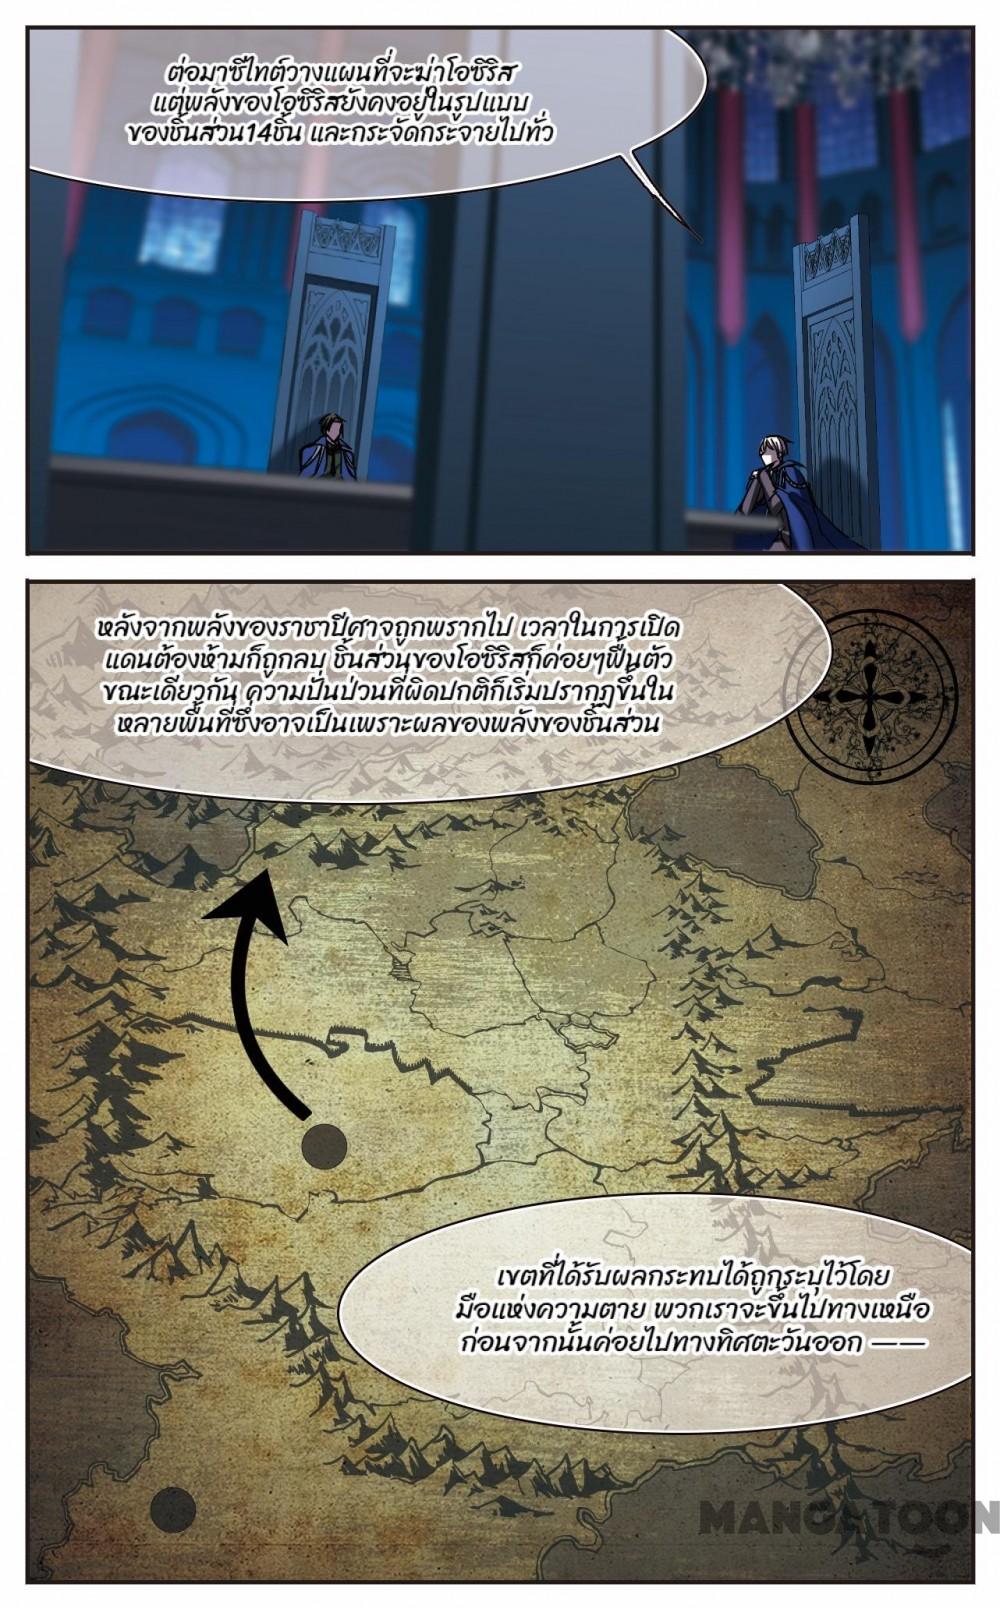 ต่อมาซีไทต์วางแผนที่จะฆ่าโอซิริส
แต่พลังของโอซิริสยังคงอยู่ในรูปแบบ
ของชิ้นส่วน14ชิ้น และกระจัดกระจายไปทั่ว
หลังจากพลังของราชาปีศาจถูกพรากไป เวลาในการเปิด
แดนต้องห้ามก็ถูกลบ ชิ้นส่วนของโอซิริสก็ค่อยๆฟื้นตัว
ขณะเดียวกัน ความปั่นป่วนที่ผิดปกติก็เริ่มปรากฏขึ้นใน
หลายพื้นที่ซึ่งอาจเป็นเพราะผลของพลังของชิ้นส่วน
เขตที่ได้รับผลกระทบได้ถูกระบุไว้โดย
มือแห่งความตาย พวกเราจะขึ้นไปทางเหนือ
ก่อนจากนั้นค่อยไปทางทิศตะวันออก ——
MANGATOON